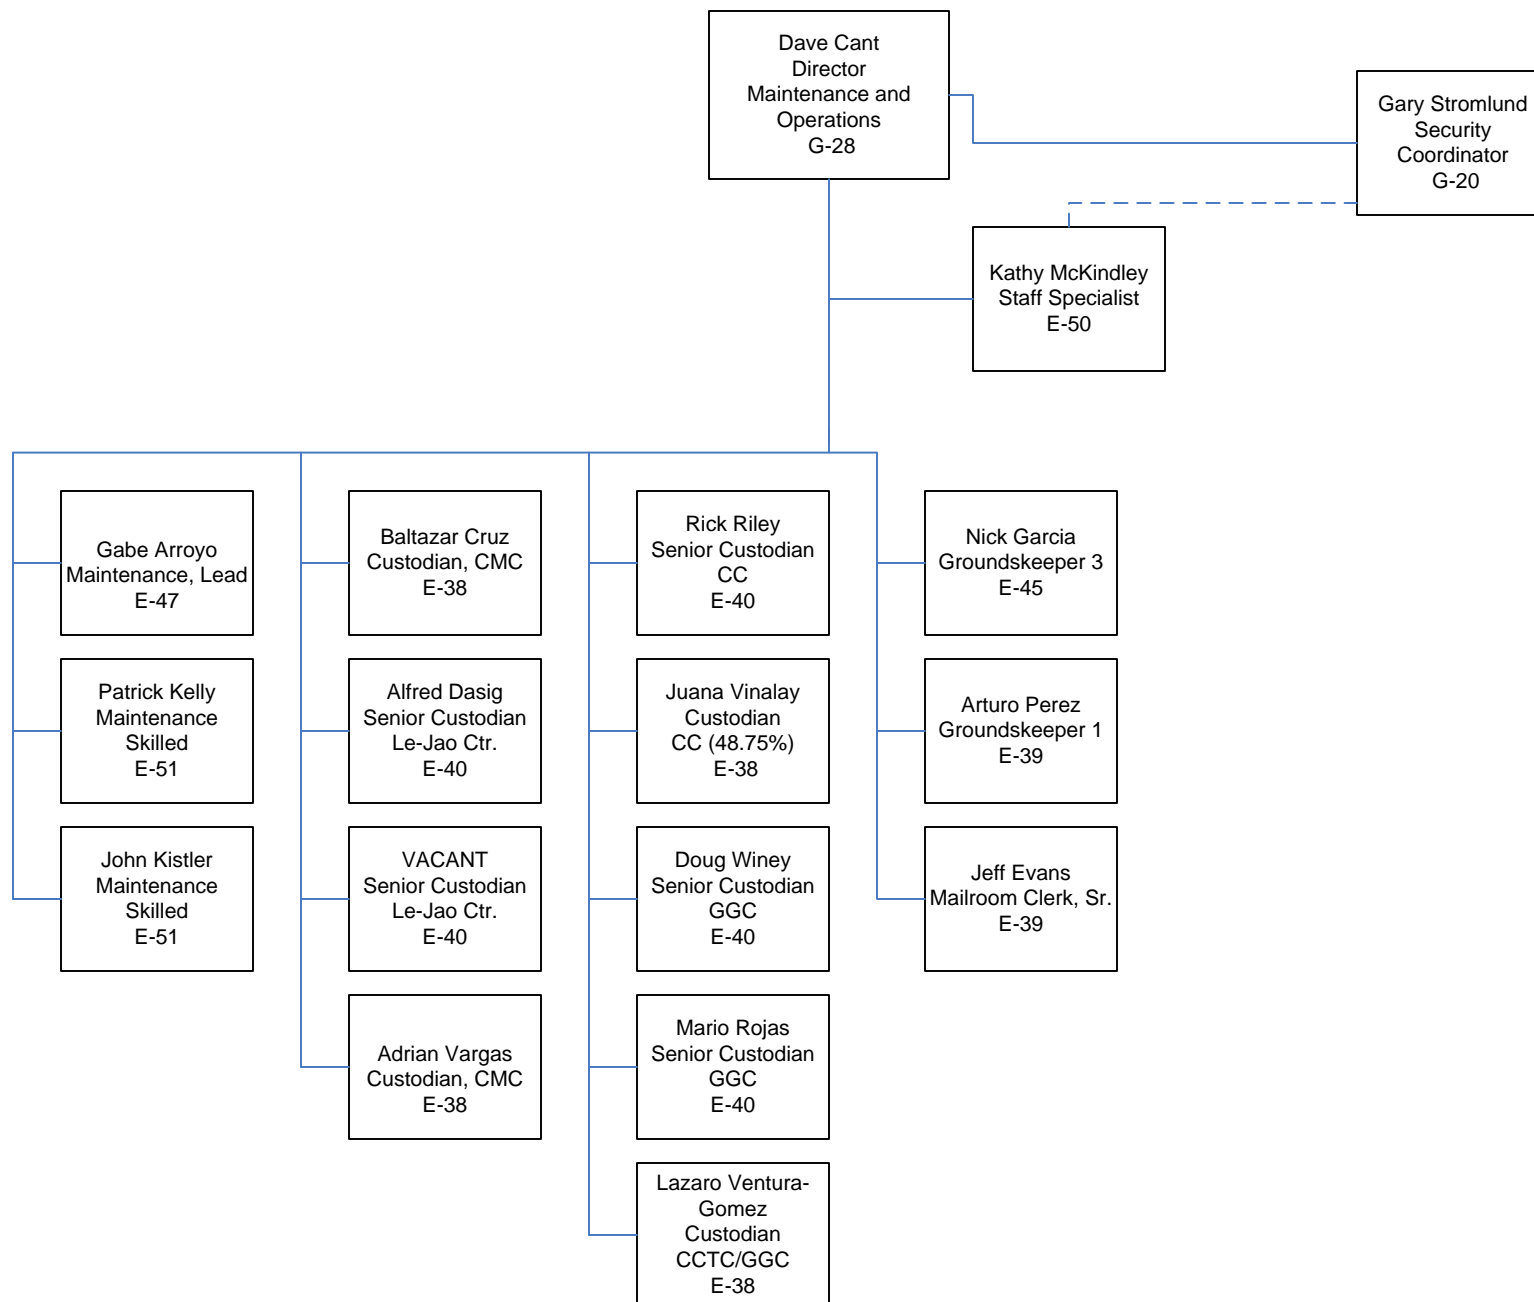 Dave Cant
Director
Maintenance and
Operations
G-28
Gary Stromlund
Security
Coordinator
G-20
Kathy McKindley
Staff Specialist
E-50
Gabe Arroyo
Maintenance, Lead
E-47
Patrick Kelly
Maintenance
Skilled
E-51
John Kistler
Maintenance
Skilled
E-51
Baltazar Cruz
Custodian, CMC
E-38
Alfred Dasig
Senior Custodian
Le-Jao Ctr.
E-40
VACANT
Senior Custodian
Le-Jao Ctr.
E-40
Adrian Vargas
Custodian, CMC
E-38
Rick Riley
Senior Custodian
CC
E-40
Juana Vinalay
Custodian
CC (48.75%)
E-38
Doug Winey
Senior Custodian
GGC
E-40
Mario Rojas
Senior Custodian
GGC
E-40
Lazaro Ventura-
Gomez
Custodian
CCTC/GGC
E-38
Nick Garcia
Groundskeeper 3
E-45
Arturo Perez
Groundskeeper 1
E-39
Jeff Evans
Mailroom Clerk, Sr.
E-39